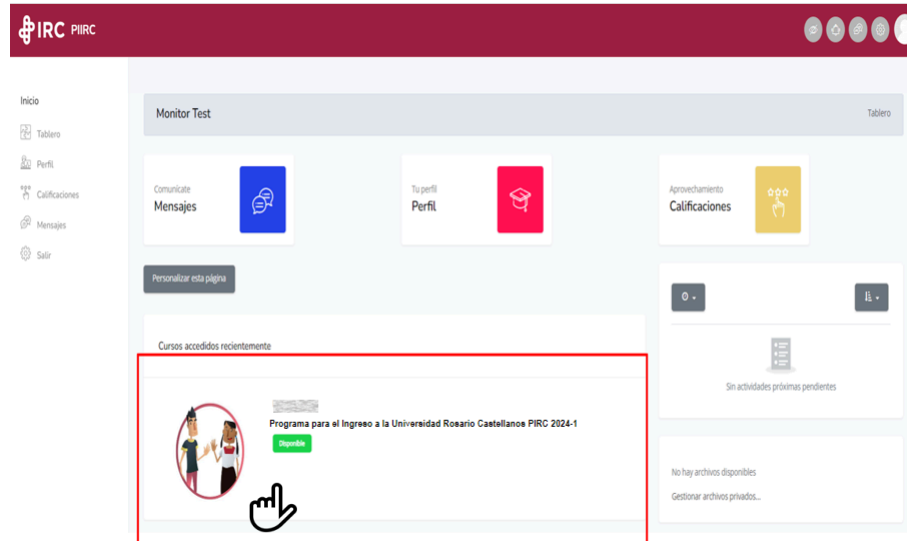 IRC PIIRC
Inicio
Tablero
Perfil
Calificaciones
Mensajes
Salir
Monitor Test
Tablero
Comunícate
Mensajes
Tu perfil
Perfil
Aprovechamiento
Calificaciones
Personalizar esta página
Cursos accedidos recientemente
Programa para el Ingreso a la Universidad Rosario Castellanos PIRC 2024-1
Disponible
Sin actividades próximas pendientes
No hay archivos disponibles
Gestionar archivos privados...